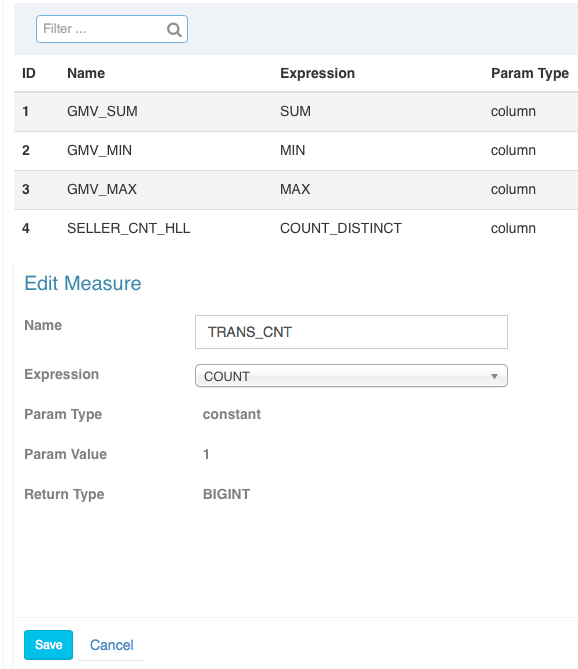 Filter ...
ID Name Expression Param Type
1 GMV_SUM SUM column
2 GMV_MIN MIN column
3 GMV_MAX MAX column
4 SELLER_CNT_HLL COUNT_DISTINCT column
Edit Measure
Name TRANS_CNT
Expression COUNT
Param Type constant
Param Value 1
Return Type BIGINT
Save Cancel